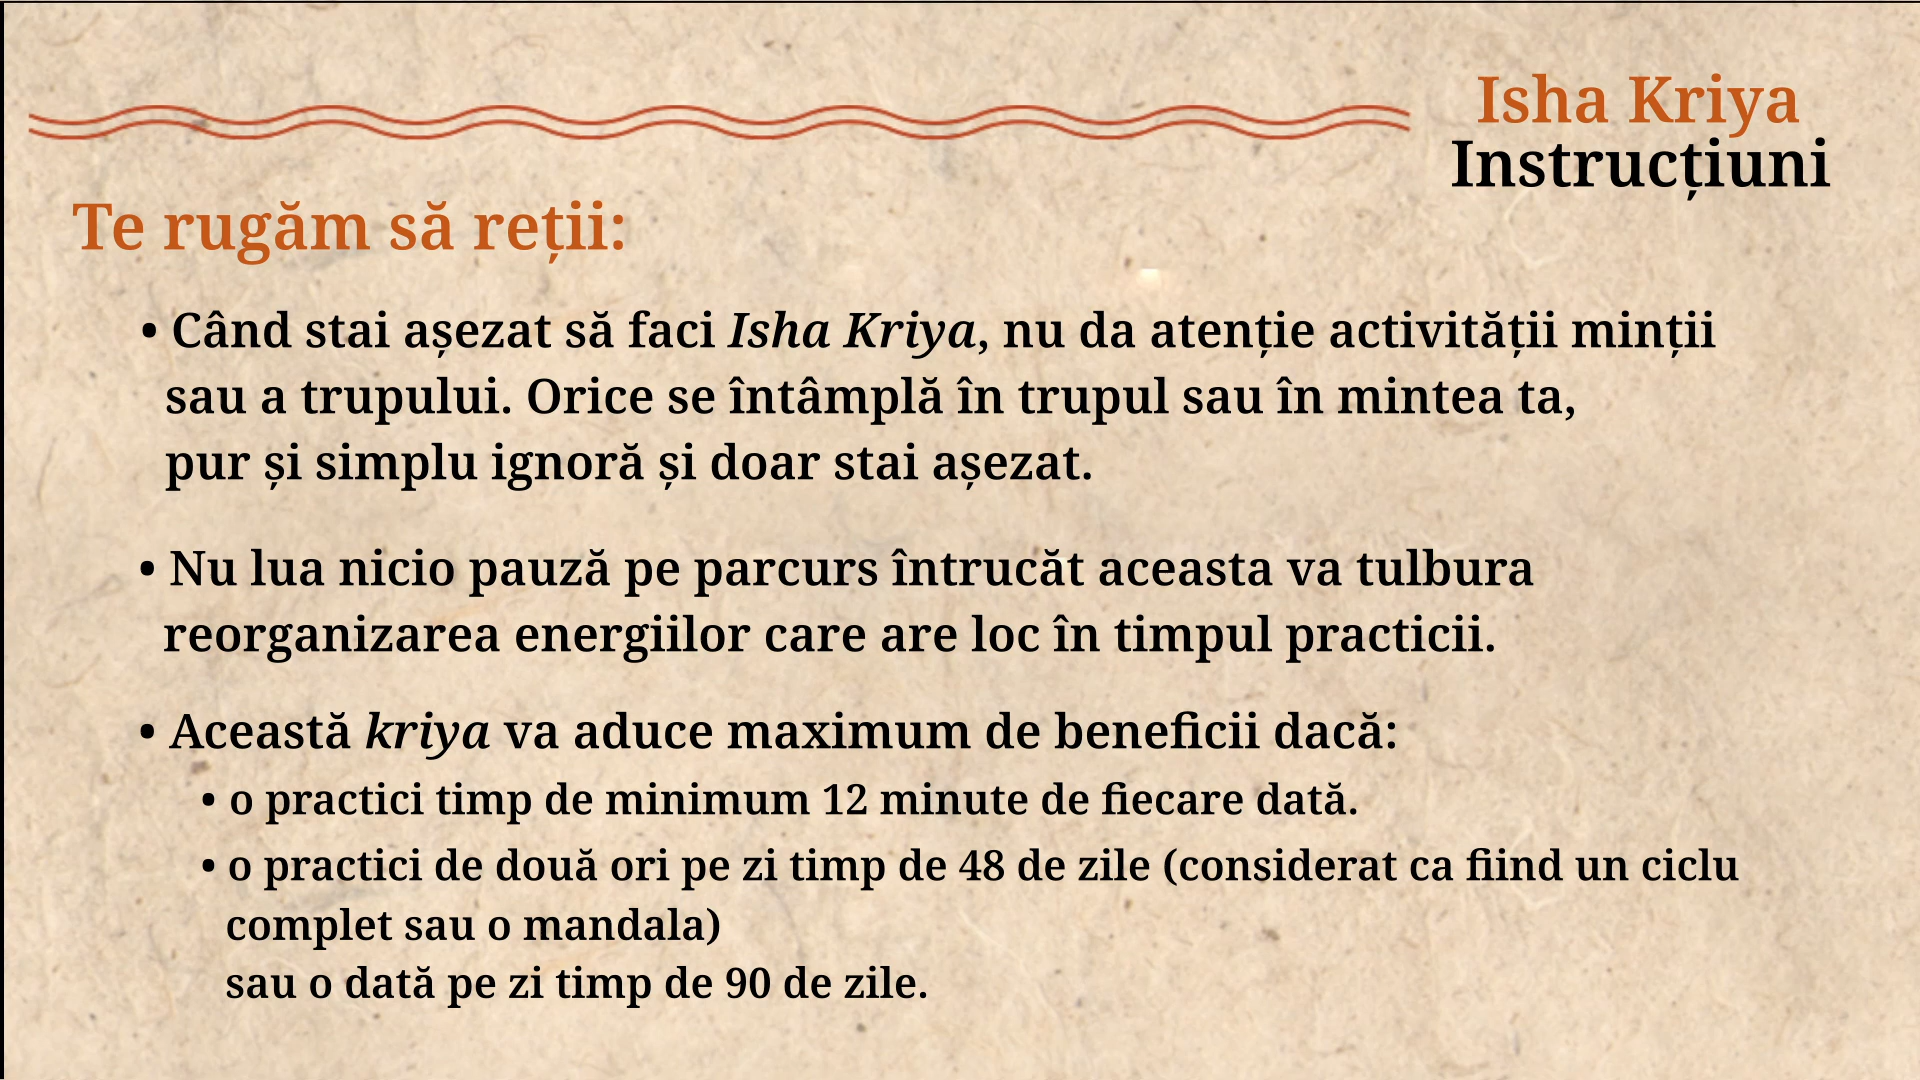 Isha Kriya
Instrucțiuni
Te rugăm să reții:
• Când stai așezat să faci Isha Kriya, nu da atenție activității minții
sau a trupului. Orice se întâmplă în trupul sau în mintea ta,
pur și simplu ignoră și doar stai așezat.
• Nu lua nicio pauză pe parcurs întrucăt aceasta va tulbura
reorganizarea energiilor care are loc în timpul practicii.
• Această kriya va aduce maximum de beneficii dacă:
• o practici timp de minimum 12 minute de fiecare dată.
• o practici de două ori pe zi timp de 48 de zile (considerat ca fiind un ciclu
complet sau o mandala)
sau o dată pe zi timp de 90 de zile.